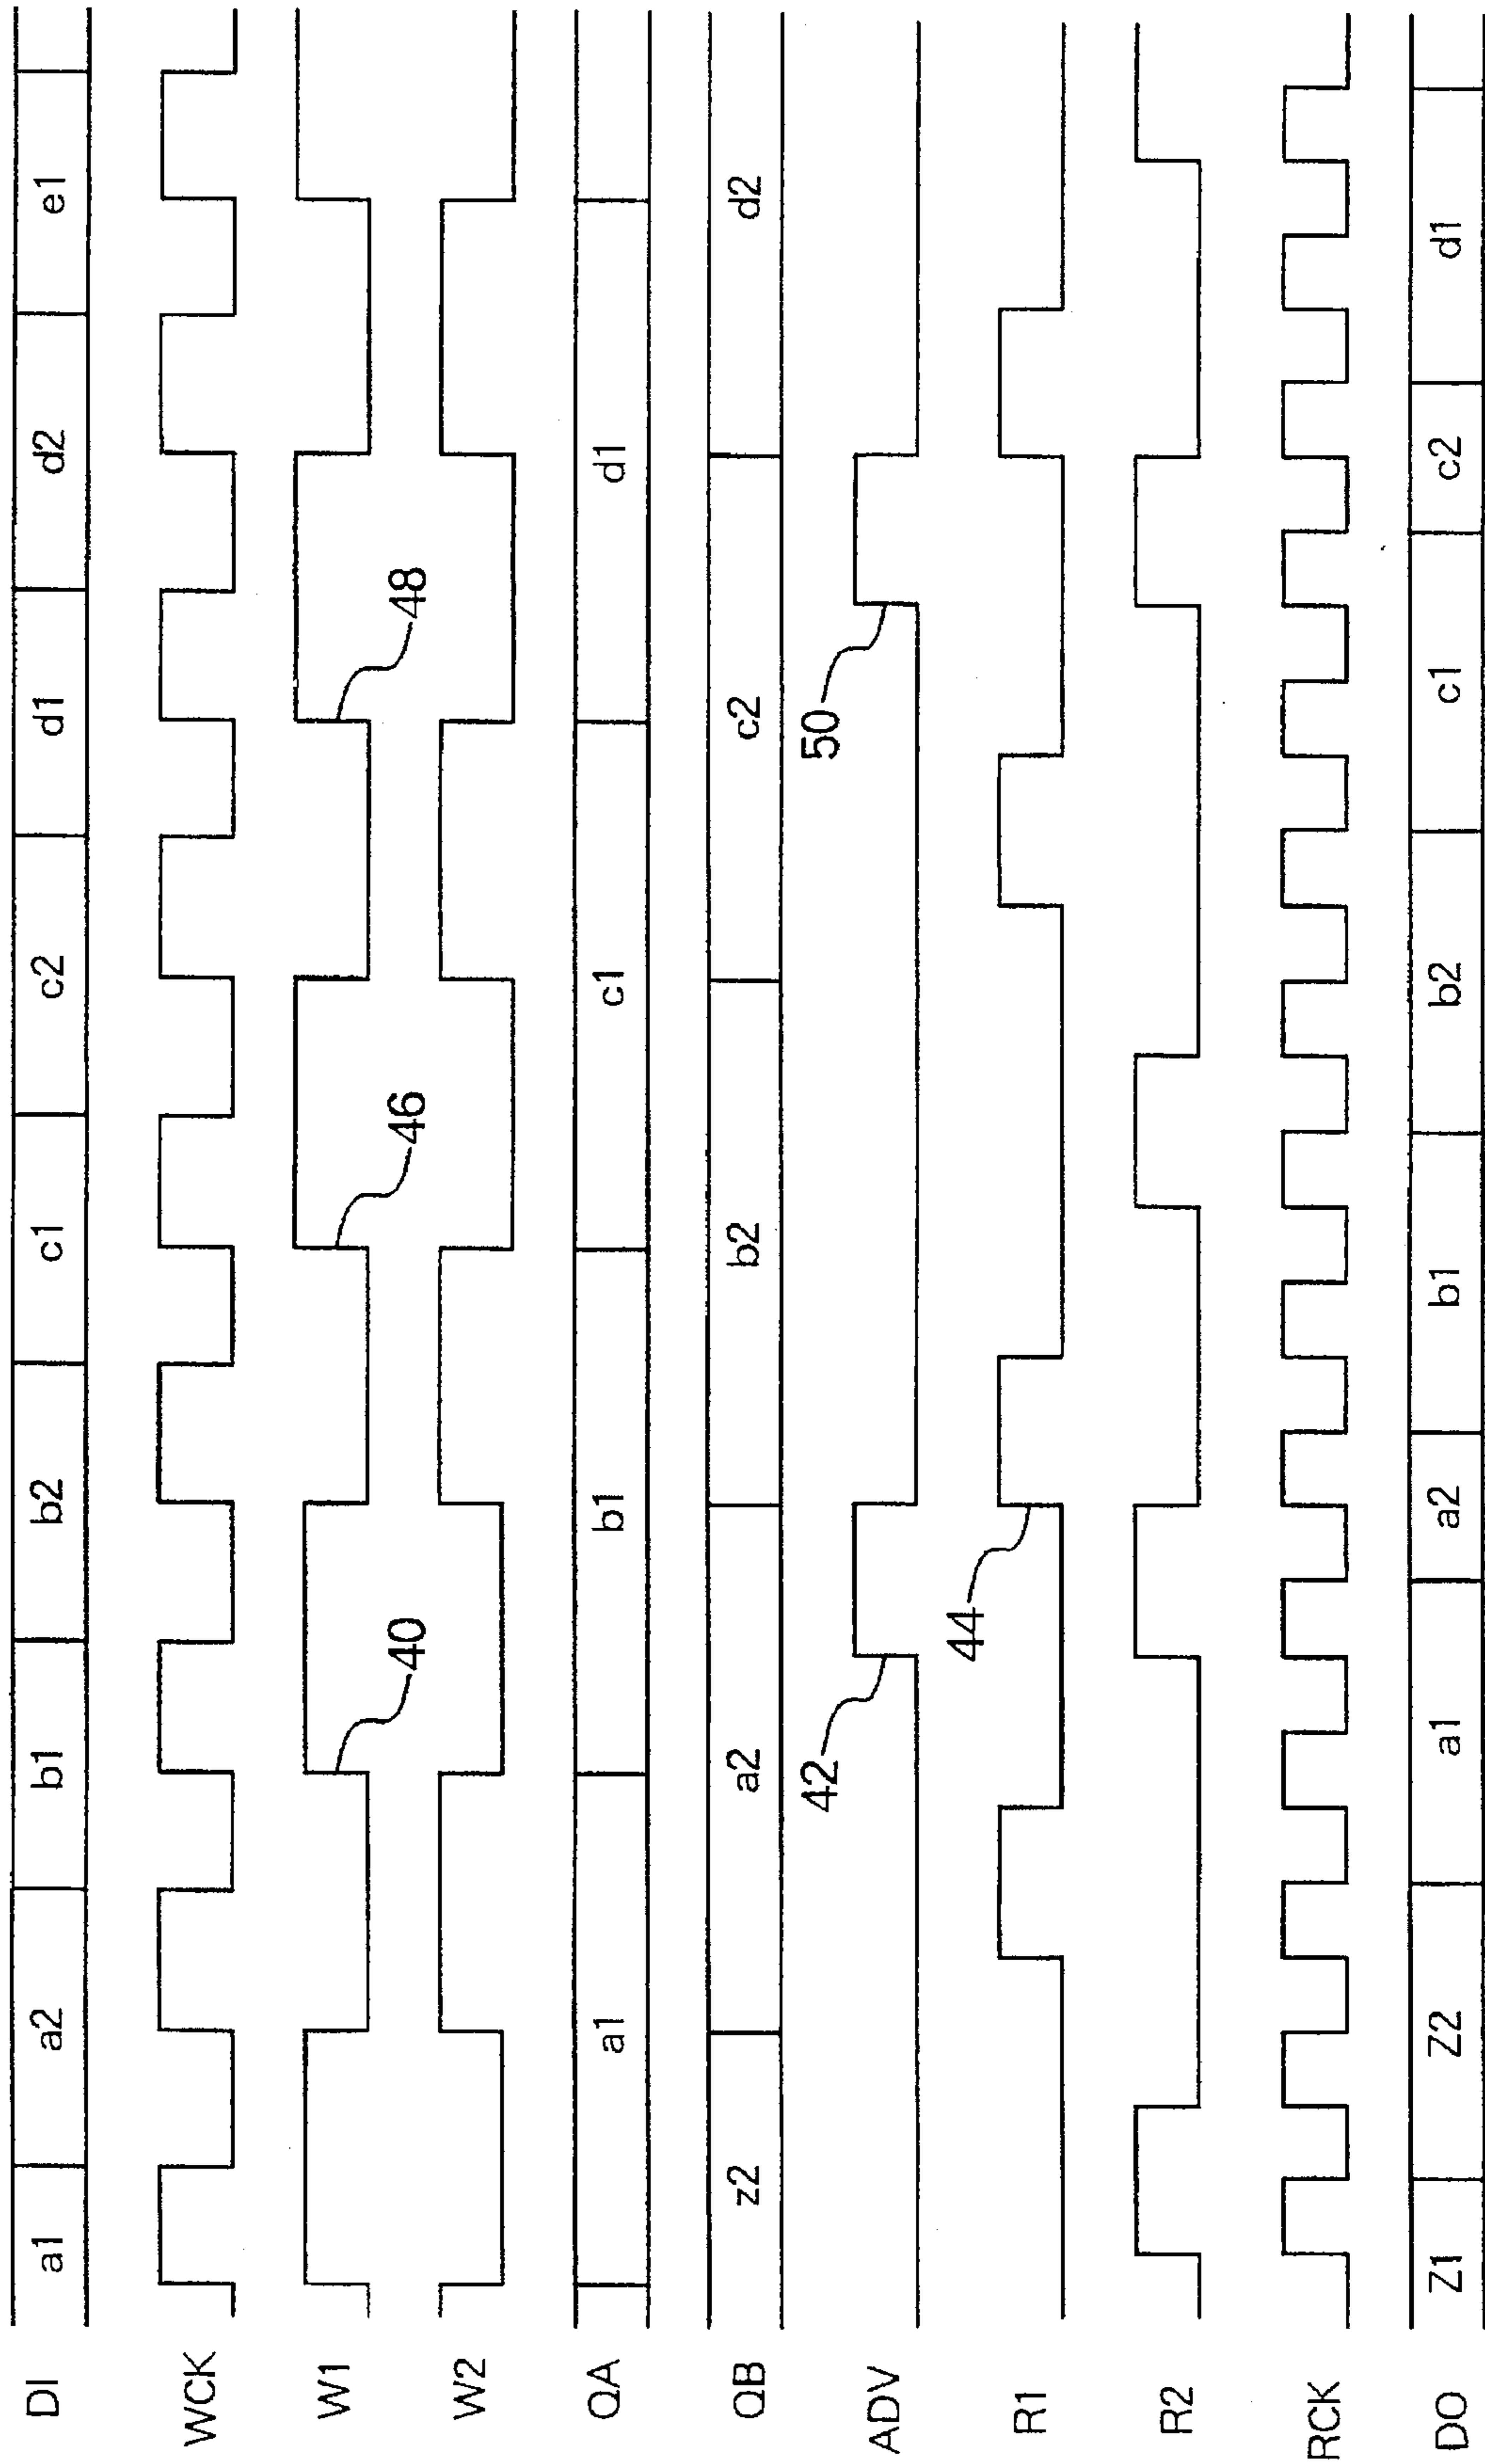 DI a1 a2 b1 b2 c1 c2 d1 d2 e1
WCK
W1 40 46 48
W2
QA a1 b1 c1 d1
QB z2 a2 b2 c2 d2
ADV 42 50
R1 44
R2
RCK
DO Z1 Z2 a1 a2 b1 b2 c1 c2 d1